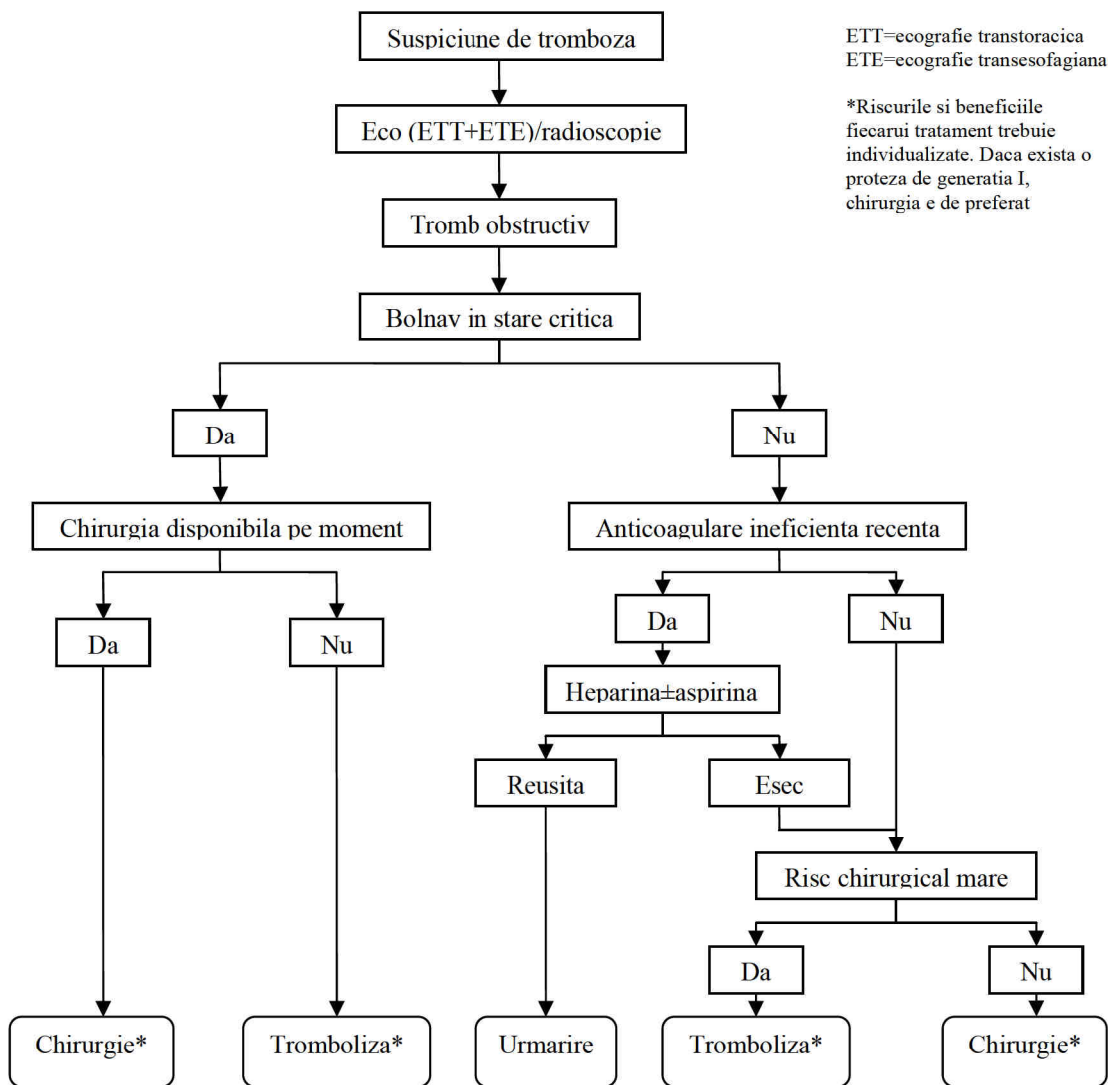 Suspiciune de tromboza
ETT=ecografie transtoracica
ETE=ecografie transesofagiana
*Riscurile si beneficiile
fiecarui tratament trebuie
individualizate. Daca exista o
proteza de generatia I,
chirurgia e de preferat
Eco (ETT+ETE)/radioscopie
Tromb obstructiv
Bolnav in stare critica
Da
Nu
Chirurgia disponibila pe moment
Anticoagulare ineficienta recenta
Da
Nu
Da
Nu
Heparina±aspirina
Reusita
Esec
Risc chirurgical mare
Da
Nu
Chirurgie*
Tromboliza*
Urmarire
Tromboliza*
Chirurgie*